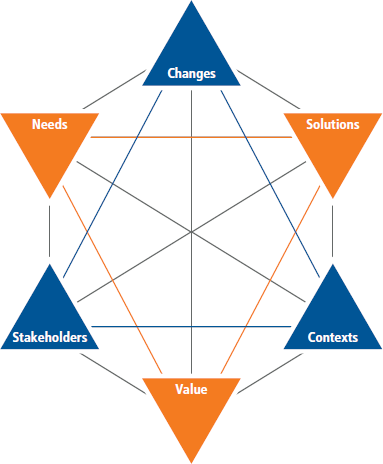 Changes
Needs
Solutions
Stakeholders
Contexts
Value